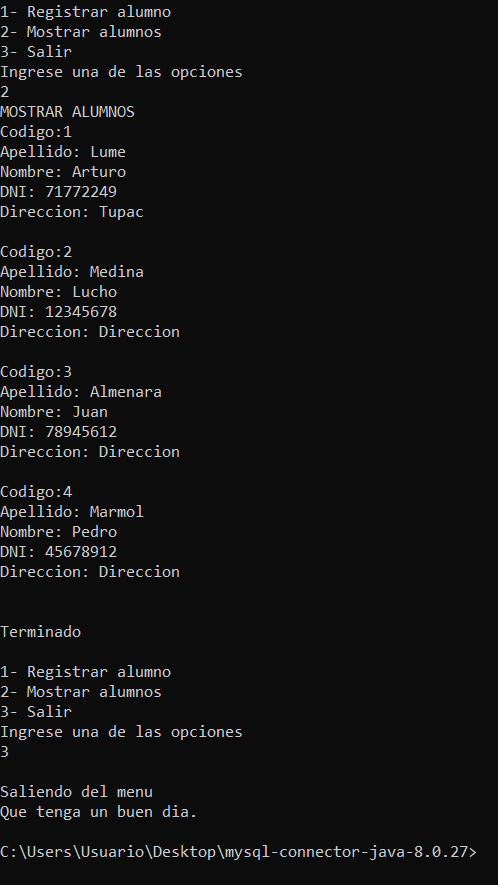 1- Registrar alumno
2- Mostrar alumnos
3- Salir
Ingrese una de las opciones
2
MOSTRAR ALUMNOS
Codigo:1
Apellido: Lume
Nombre: Arturo
DNI: 71772249
Direccion: Tupac
Codigo:2
Apellido: Medina
Nombre: Lucho
DNI: 12345678
Direccion: Direccion
Codigo:3
Apellido: Almenara
Nombre: Juan
DNI: 78945612
Direccion: Direccion
Codigo:4
Apellido: Marmol
Nombre: Pedro
DNI: 45678912
Direccion: Direccion
Terminado
1- Registrar alumno
2- Mostrar alumnos
3- Salir
Ingrese una de las opciones
3
Saliendo del menu
Que tenga un buen dia.
C:\Users\Usuario\Desktop\mysql-connector-java-8.0.27>